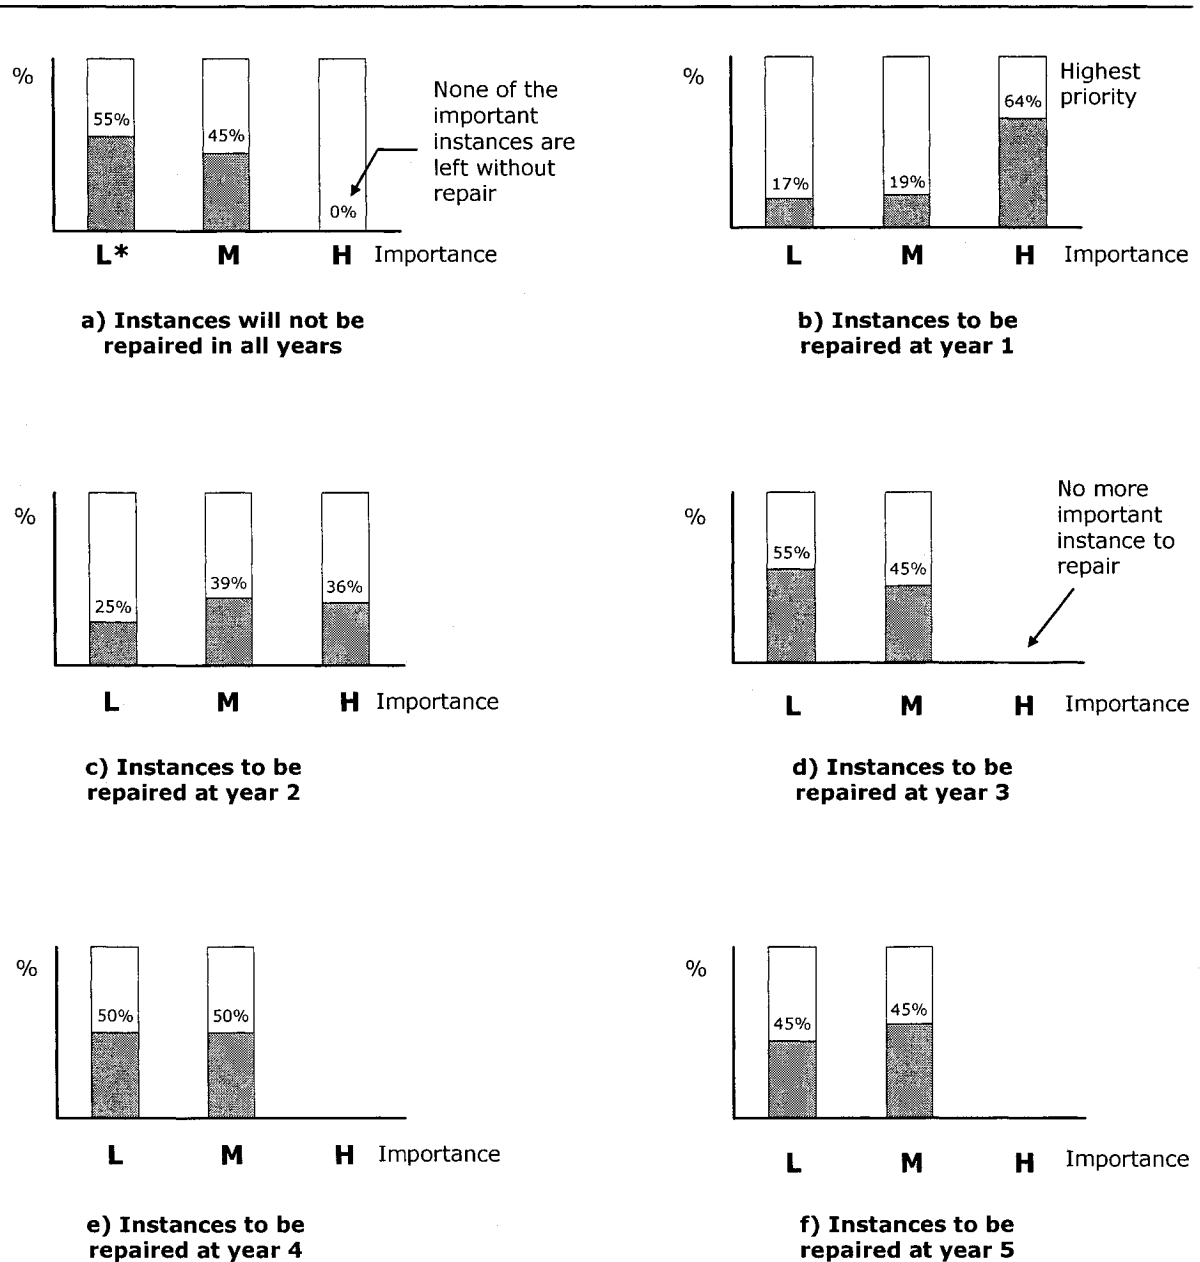 %
55%
45%
0%
None of the
important
instances are
left without
repair
L* M H Importance
a) Instances will not be
repaired in all years
%
17%
19%
64%
Highest
priority
L M H Importance
b) Instances to be
repaired at year 1
%
25%
39%
36%
L M H Importance
c) Instances to be
repaired at year 2
%
55%
45%
No more
important
instance to
repair
L M H Importance
d) Instances to be
repaired at year 3
%
50%
50%
L M H Importance
e) Instances to be
repaired at year 4
%
45%
45%
L M H Importance
f) Instances to be
repaired at year 5